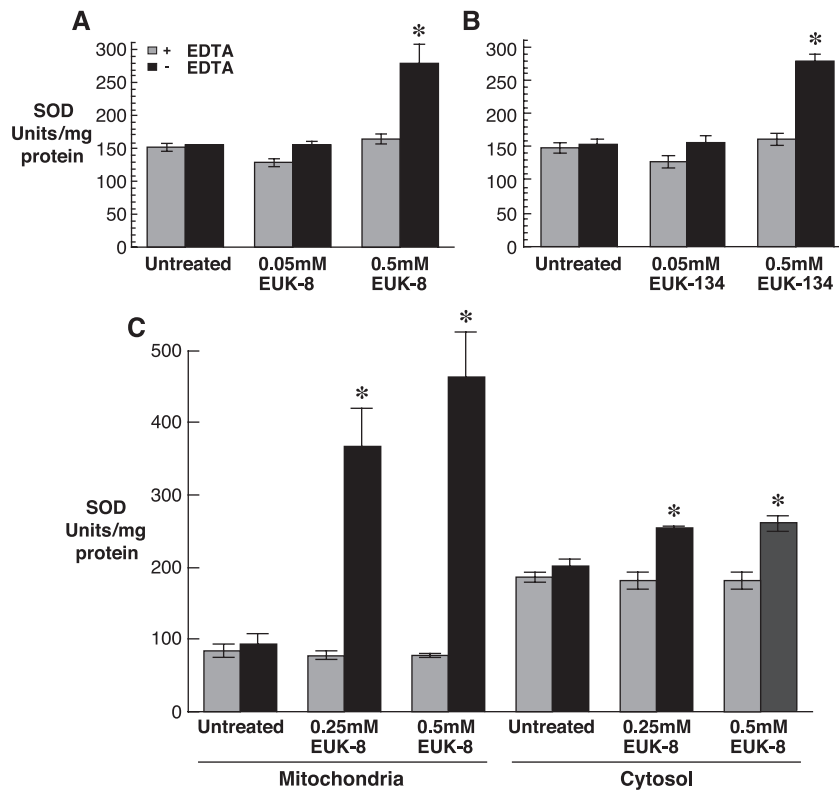 A
300
250
200
150
100
50
0
SOD
Units/mg
protein
+ EDTA
- EDTA
*
Untreated
0.05mM
EUK-8
0.5mM
EUK-8
B
300
250
200
150
100
50
0
*
Untreated
0.05mM
EUK-134
0.5mM
EUK-134
C
500
400
300
200
100
0
SOD
Units/mg
protein
*
*
*
*
Untreated
0.25mM
EUK-8
0.5mM
EUK-8
Untreated
0.25mM
EUK-8
0.5mM
EUK-8
Mitochondria
Cytosol